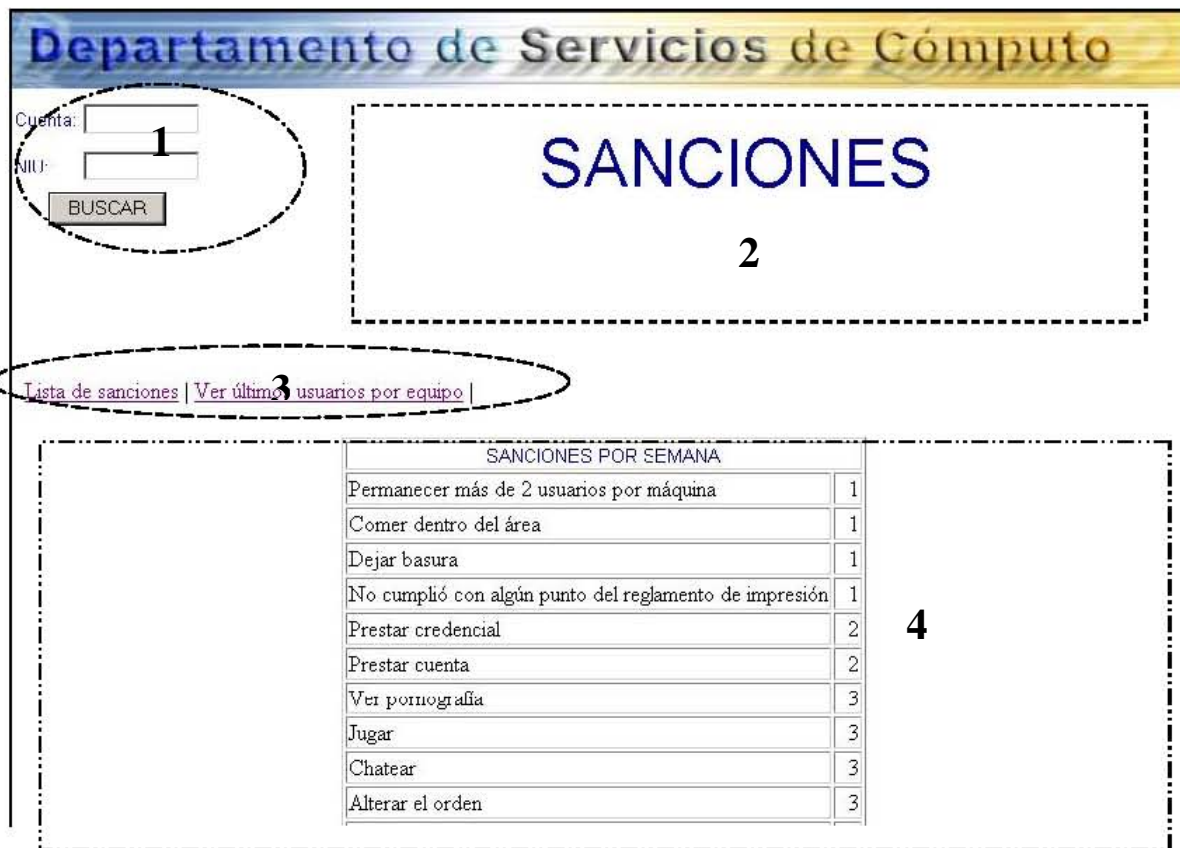 Departamento de Servicios de Cómputo
Cuenta:
1
NIU:
BUSCAR
SANCIONES
2
3
Lista de sanciones | Ver últimos usuarios por equipo |
SANCIONES POR SEMANA
Permanecer más de 2 usuarios por máquina 1
Comer dentro del área 1
Dejar basura 1
No cumplió con algún punto del reglamento de impresión 1
Prestar credencial 2
Prestar cuenta 2
Ver pornografía 3
Jugar 3
Chatear 3
Alterar el orden 3
4